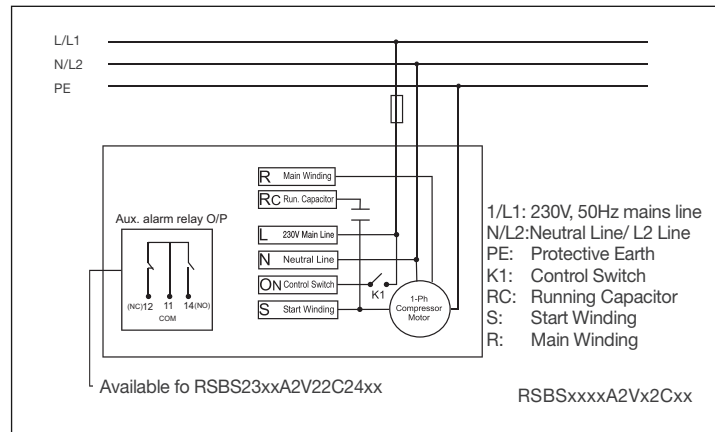 L/L1
N/L2
PE
R Main Winding
RC Run. Capacitor
L 230V Main Line
N Neutral Line
ON Control Switch
K1
S Start Winding
1-Ph
Compressor
Motor
Aux. alarm relay O/P
(NC)12 11 14(NO)
COM
Available fo RSBS23xxA2V22C24xx
1/L1: 230V, 50Hz mains line
N/L2:Neutral Line/ L2 Line
PE: Protective Earth
K1: Control Switch
RC: Running Capacitor
S: Start Winding
R: Main Winding
RSBSxxxxA2Vx2Cxx